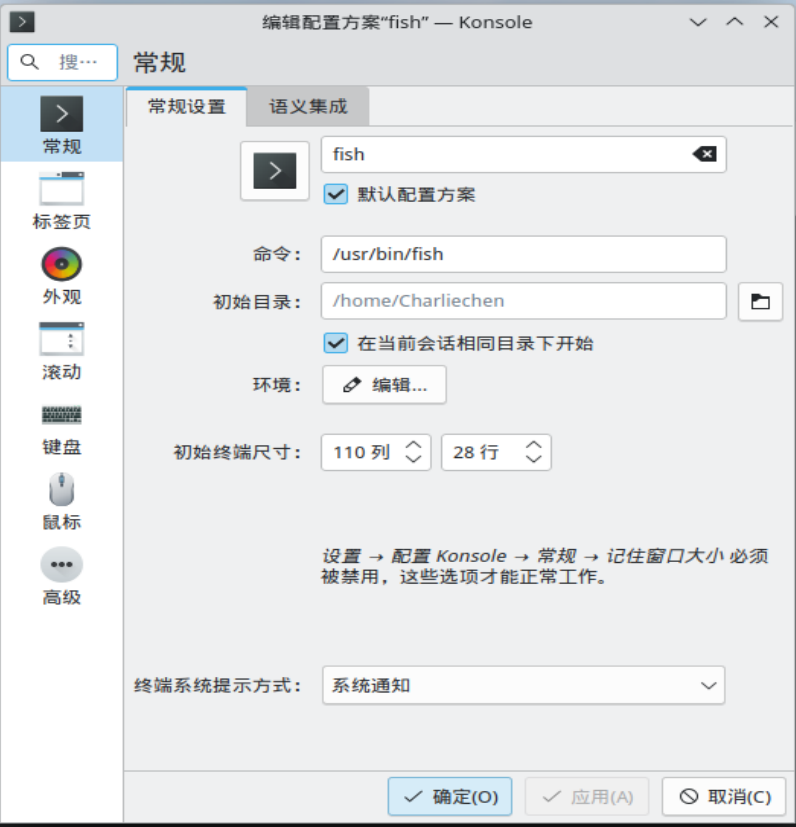 编辑配置方案“fish” — Konsole
搜…
常规
常规
标签页
外观
滚动
键盘
鼠标
高级
常规设置 语义集成
fish
默认配置方案
命令： /usr/bin/fish
初始目录： /home/Charliechen
在当前会话相同目录下开始
环境： 编辑...
初始终端尺寸： 110 列 28 行
设置 → 配置 Konsole → 常规 → 记住窗口大小 必须
被禁用，这些选项才能正常工作。
终端系统提示方式： 系统通知
确定(O) 应用(A) 取消(C)